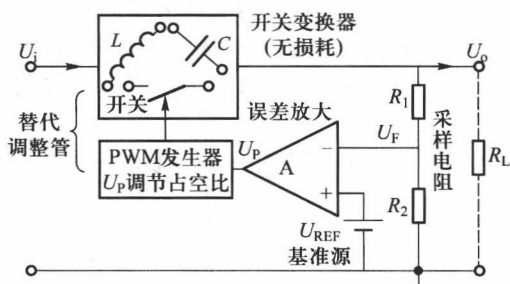 开关变换器
(无损耗)
L
C
U_i
U_o
开关
替代
调整管
误差放大
R_1
采样电阻
PWM发生器
U_P调节占空比
U_P
A
−
+
U_F
R_2
R_L
U_REF
基准源